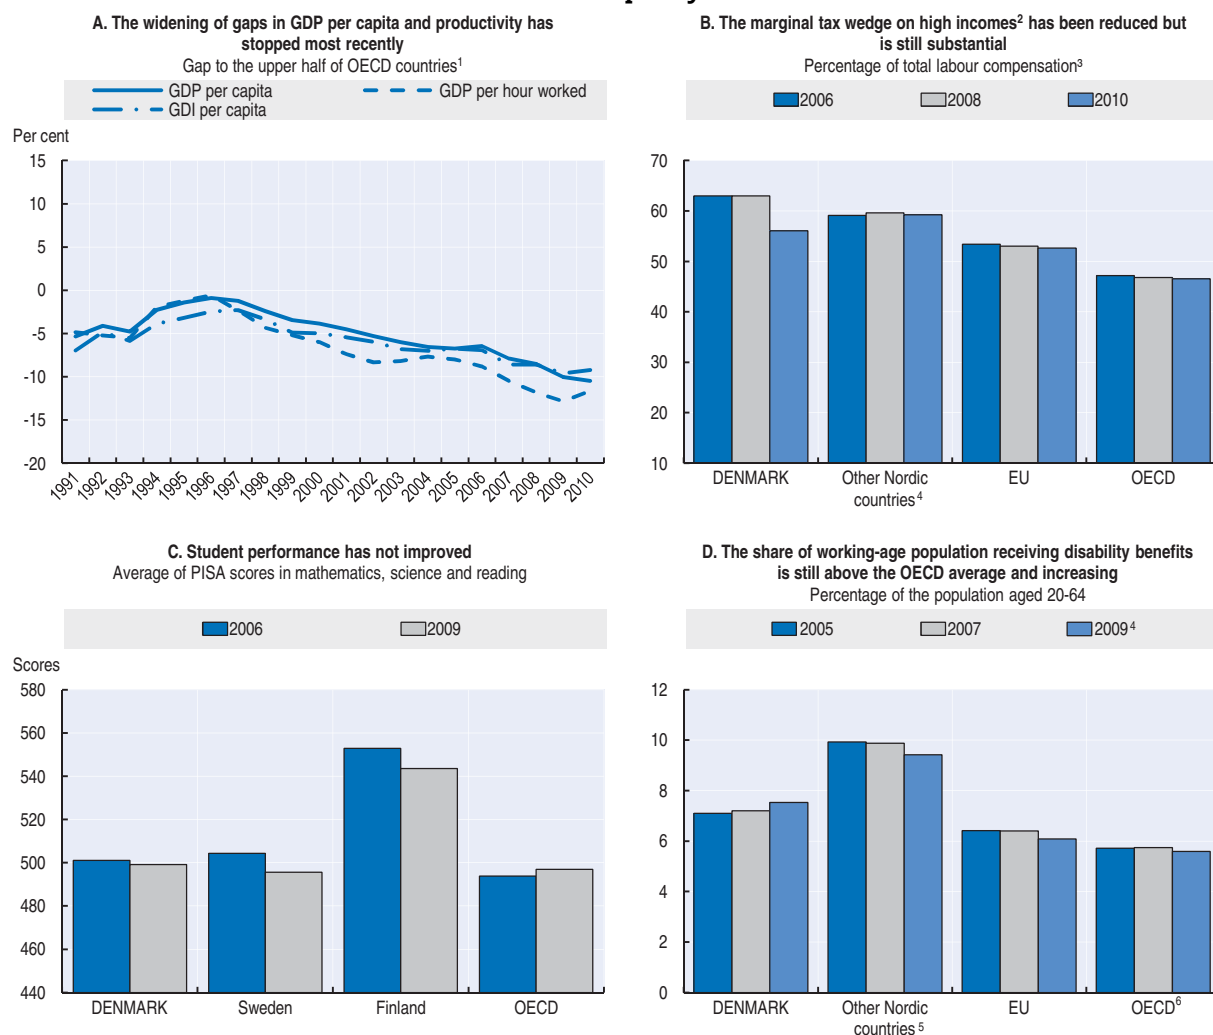 A. The widening of gaps in GDP per capita and productivity has
stopped most recently
Gap to the upper half of OECD countries¹
GDP per capita
GDP per hour worked
GDI per capita
Per cent
15
10
5
0
-5
-10
-15
-20
1991
1992
1993
1994
1995
1996
1997
1998
1999
2000
2001
2002
2003
2004
2005
2006
2007
2008
2009
2010
B. The marginal tax wedge on high incomes² has been reduced but
is still substantial
Percentage of total labour compensation³
2006
2008
2010
70
60
50
40
30
20
10
DENMARK
Other Nordic
countries⁴
EU
OECD
C. Student performance has not improved
Average of PISA scores in mathematics, science and reading
2006
2009
Scores
580
560
540
520
500
480
460
440
DENMARK
Sweden
Finland
OECD
D. The share of working-age population receiving disability benefits
is still above the OECD average and increasing
Percentage of the population aged 20-64
2005
2007
2009⁴
12
10
8
6
4
2
0
DENMARK
Other Nordic
countries⁵
EU
OECD⁶